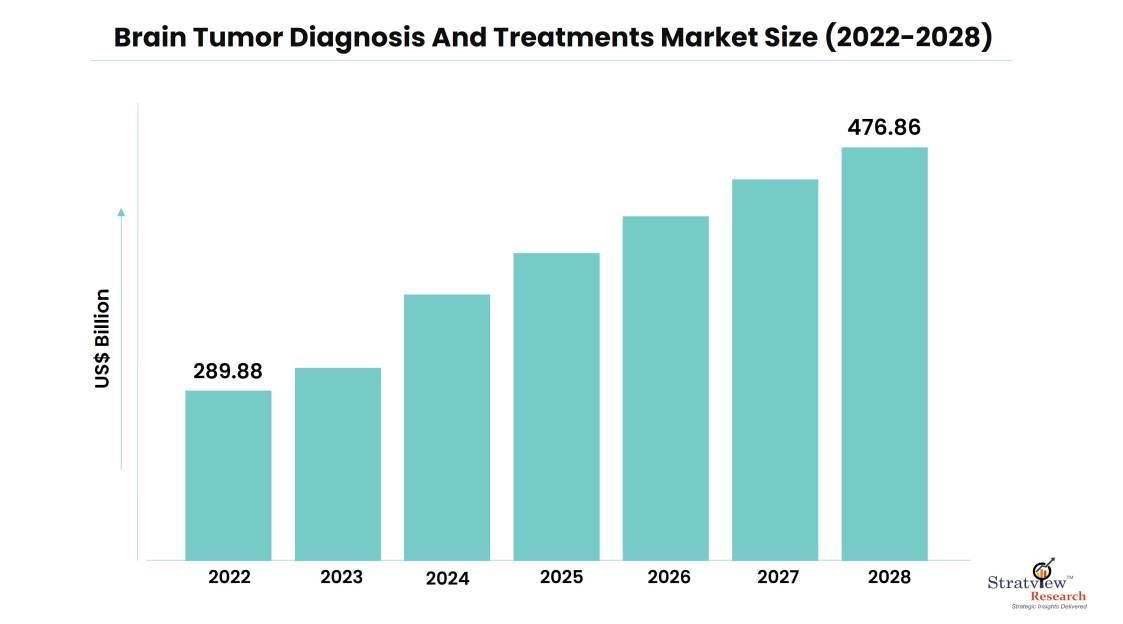 Brain Tumor Diagnosis And Treatments Market Size (2022-2028)
476.86
289.88
US$ Billion
2022 2023 2024 2025 2026 2027 2028
Stratview™
Research
Strategic Insights Delivered